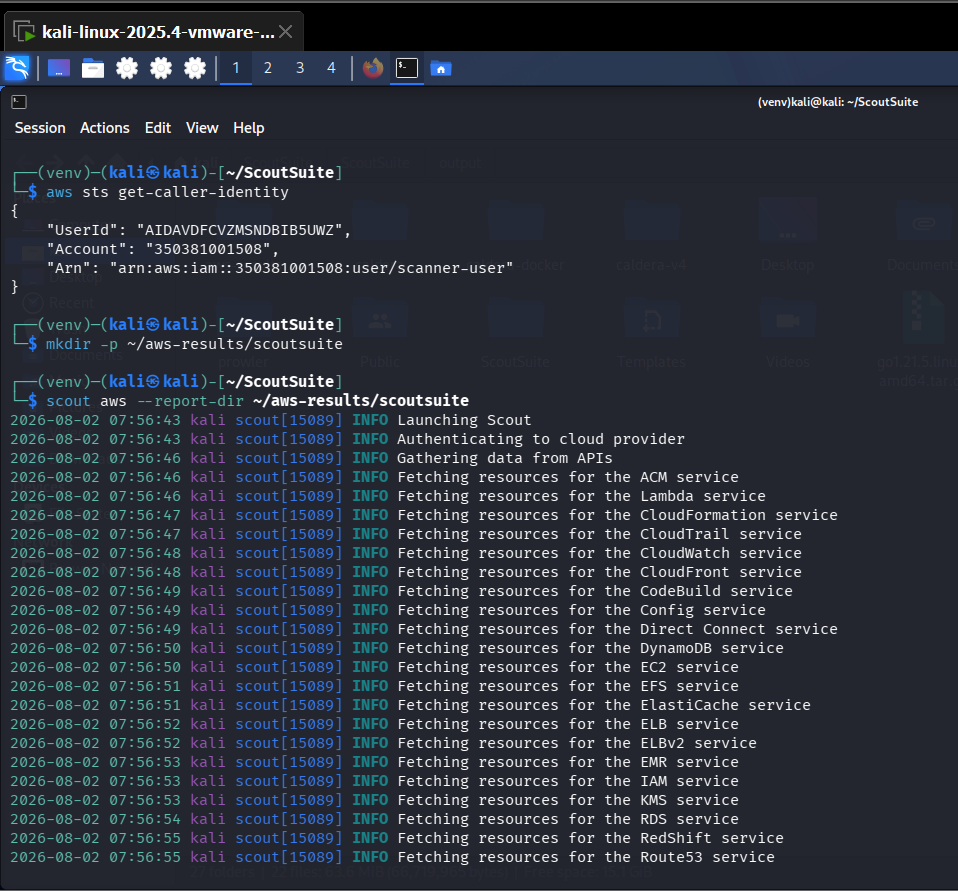 kali-linux-2025.4-vmware-...
1 2 3 4
(venv)kali@kali: ~/ScoutSuite
Session Actions Edit View Help
┌──(venv)─(kali㉿kali)-[~/ScoutSuite]
└─$ aws sts get-caller-identity
{
    "UserId": "AIDAVDFCVZMSNDBIB5UWZ",
    "Account": "350381001508",
    "Arn": "arn:aws:iam::350381001508:user/scanner-user"
}
┌──(venv)─(kali㉿kali)-[~/ScoutSuite]
└─$ mkdir -p ~/aws-results/scoutsuite
┌──(venv)─(kali㉿kali)-[~/ScoutSuite]
└─$ scout aws --report-dir ~/aws-results/scoutsuite
2026-08-02 07:56:43 kali scout[15089] INFO Launching Scout
2026-08-02 07:56:43 kali scout[15089] INFO Authenticating to cloud provider
2026-08-02 07:56:46 kali scout[15089] INFO Gathering data from APIs
2026-08-02 07:56:46 kali scout[15089] INFO Fetching resources for the ACM service
2026-08-02 07:56:46 kali scout[15089] INFO Fetching resources for the Lambda service
2026-08-02 07:56:47 kali scout[15089] INFO Fetching resources for the CloudFormation service
2026-08-02 07:56:47 kali scout[15089] INFO Fetching resources for the CloudTrail service
2026-08-02 07:56:48 kali scout[15089] INFO Fetching resources for the CloudWatch service
2026-08-02 07:56:48 kali scout[15089] INFO Fetching resources for the CloudFront service
2026-08-02 07:56:49 kali scout[15089] INFO Fetching resources for the CodeBuild service
2026-08-02 07:56:49 kali scout[15089] INFO Fetching resources for the Config service
2026-08-02 07:56:49 kali scout[15089] INFO Fetching resources for the Direct Connect service
2026-08-02 07:56:50 kali scout[15089] INFO Fetching resources for the DynamoDB service
2026-08-02 07:56:50 kali scout[15089] INFO Fetching resources for the EC2 service
2026-08-02 07:56:51 kali scout[15089] INFO Fetching resources for the EFS service
2026-08-02 07:56:51 kali scout[15089] INFO Fetching resources for the ElastiCache service
2026-08-02 07:56:52 kali scout[15089] INFO Fetching resources for the ELB service
2026-08-02 07:56:52 kali scout[15089] INFO Fetching resources for the ELBv2 service
2026-08-02 07:56:53 kali scout[15089] INFO Fetching resources for the EMR service
2026-08-02 07:56:53 kali scout[15089] INFO Fetching resources for the IAM service
2026-08-02 07:56:53 kali scout[15089] INFO Fetching resources for the KMS service
2026-08-02 07:56:54 kali scout[15089] INFO Fetching resources for the RDS service
2026-08-02 07:56:55 kali scout[15089] INFO Fetching resources for the RedShift service
2026-08-02 07:56:55 kali scout[15089] INFO Fetching resources for the Route53 service